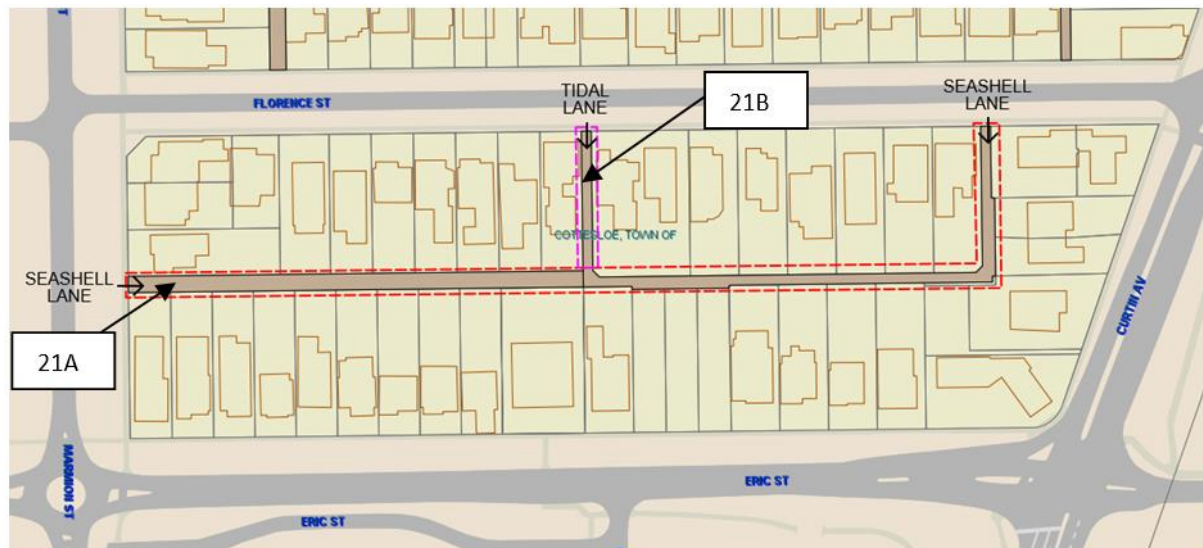 FLORENCE ST
TIDAL
LANE
21B
SEASHELL
LANE
COTTESLOE, TOWN OF
SEASHELL
LANE
21A
CURTIN AV
MARMION ST
ERIC ST
ERIC ST